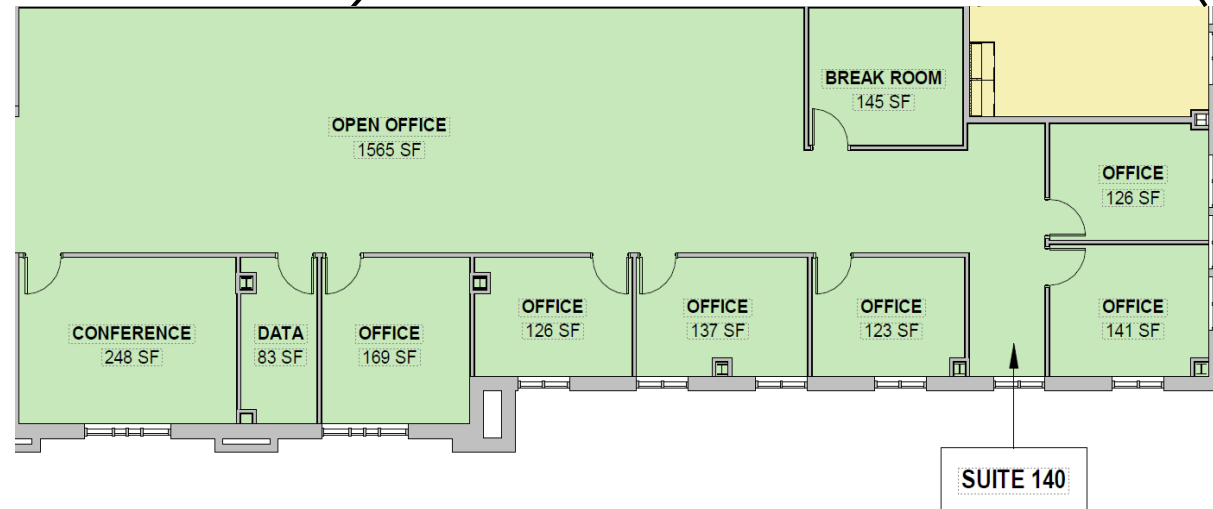 BREAK ROOM
145 SF
OPEN OFFICE
1565 SF
OFFICE
126 SF
CONFERENCE
248 SF
DATA
83 SF
OFFICE
169 SF
OFFICE
126 SF
OFFICE
137 SF
OFFICE
123 SF
OFFICE
141 SF
SUITE 140